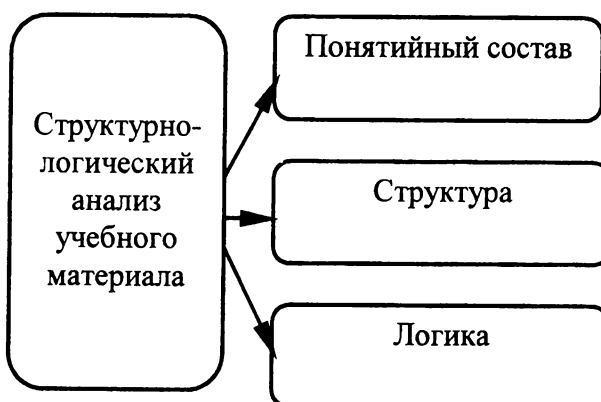 Структурно-
логический
анализ
учебного
материала
Понятийный состав
Структура
Логика